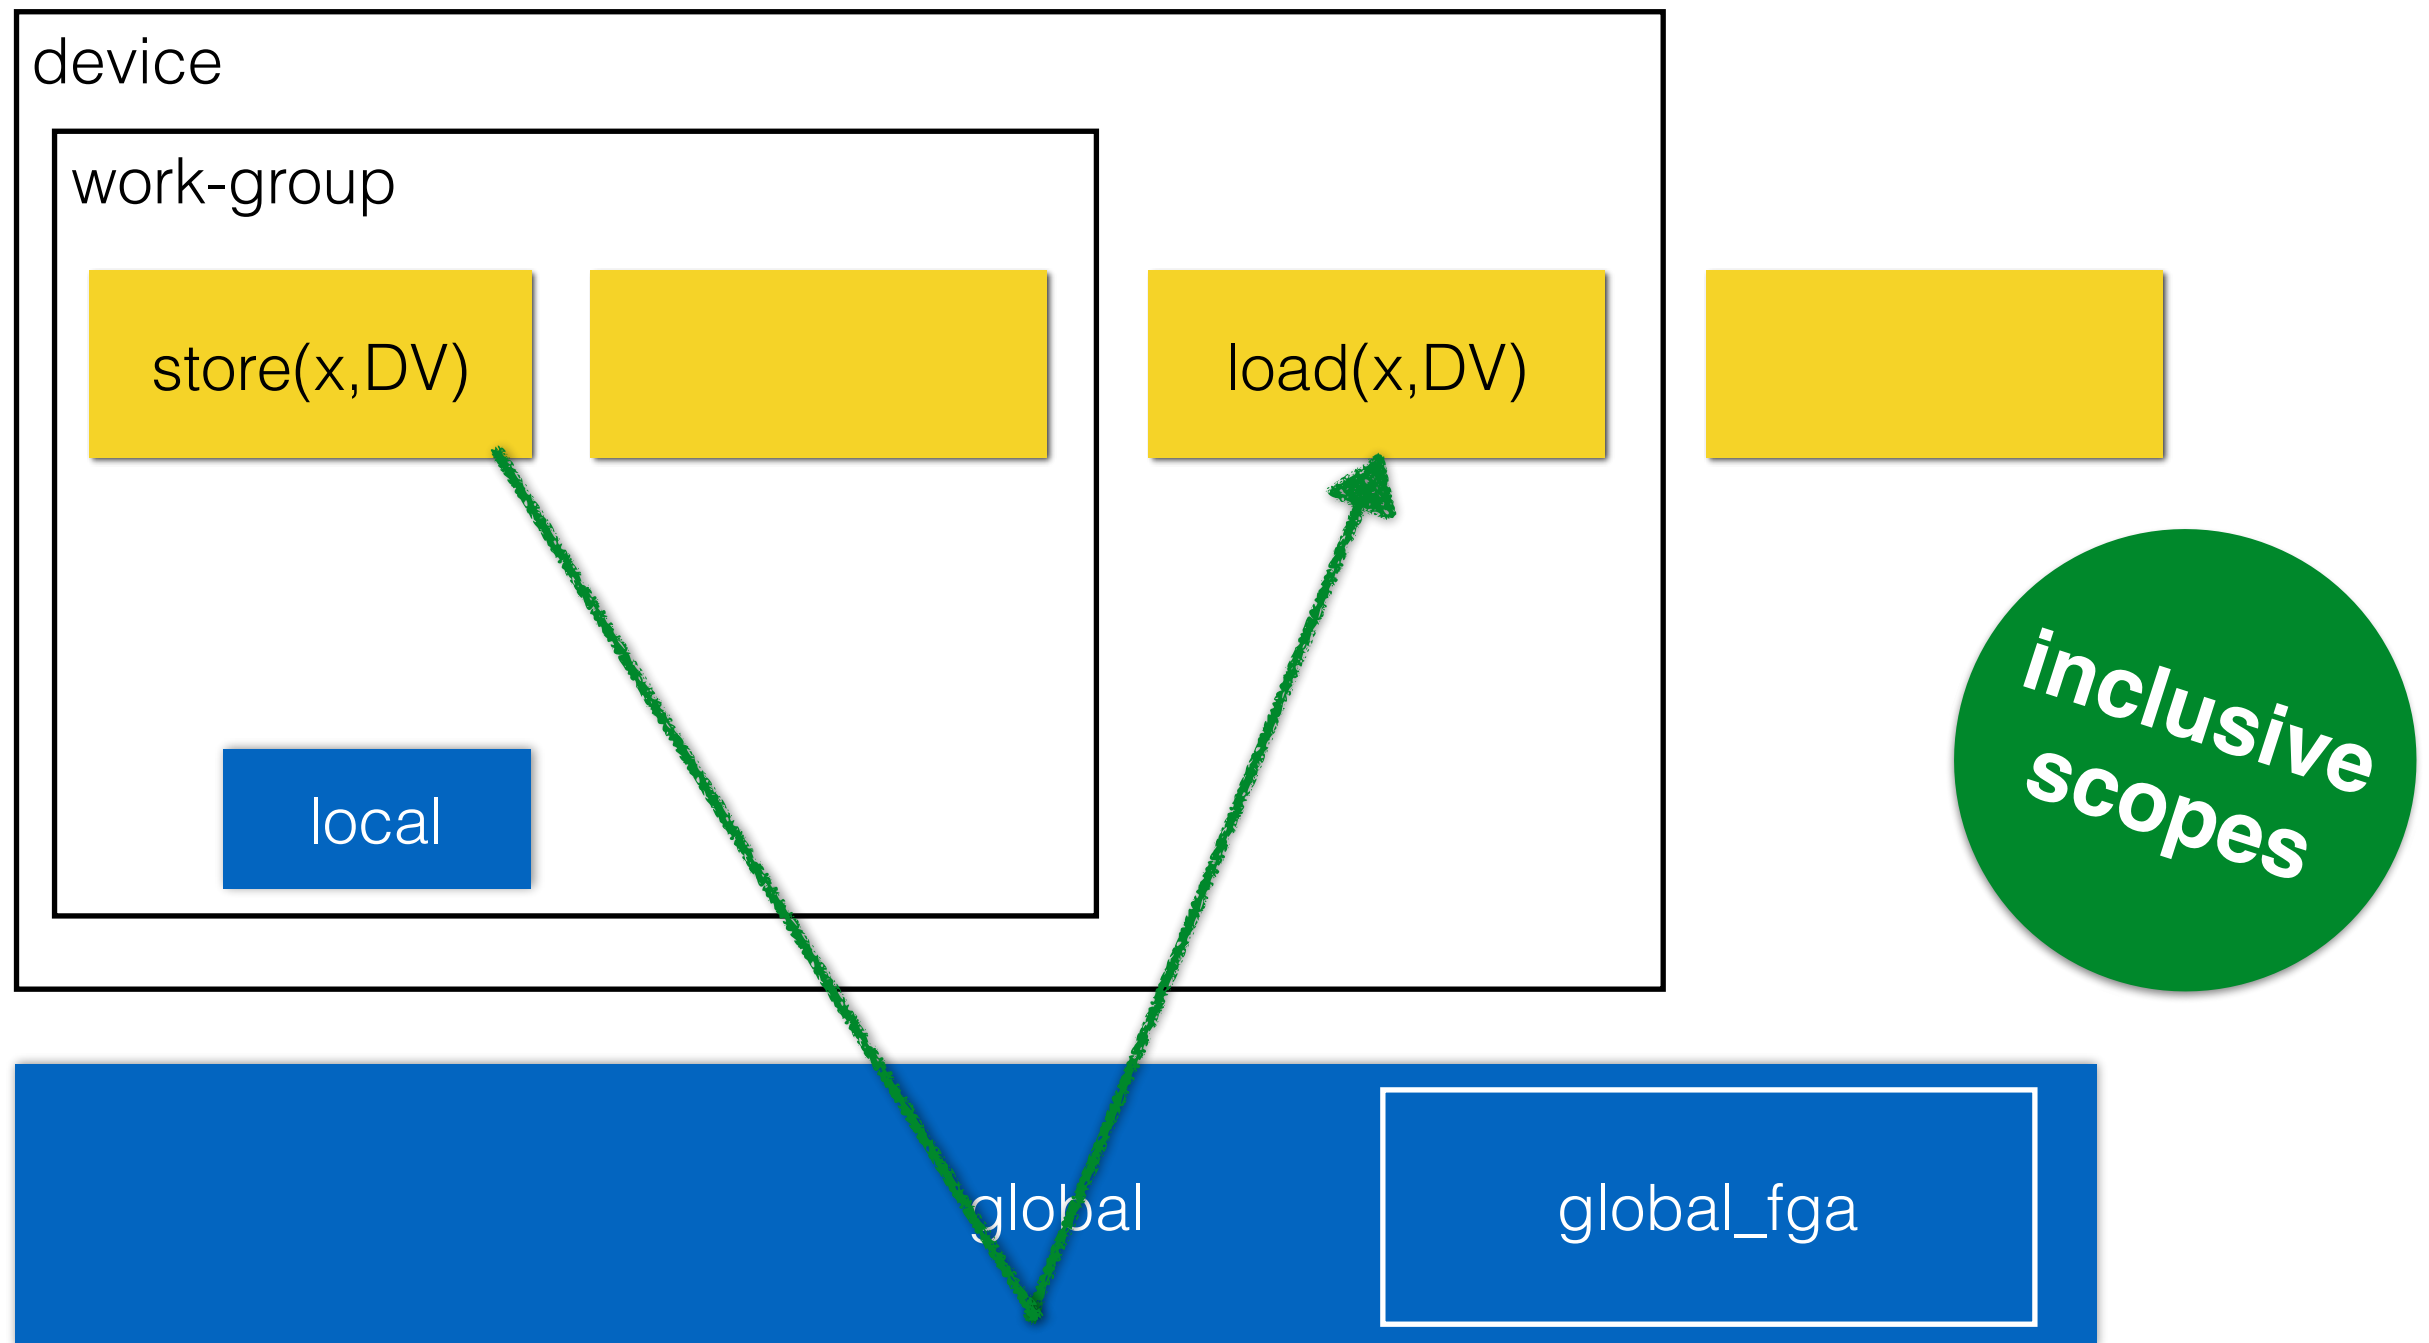 device
work-group
store(x,DV)
load(x,DV)
inclusive
scopes
local
global
global_fga